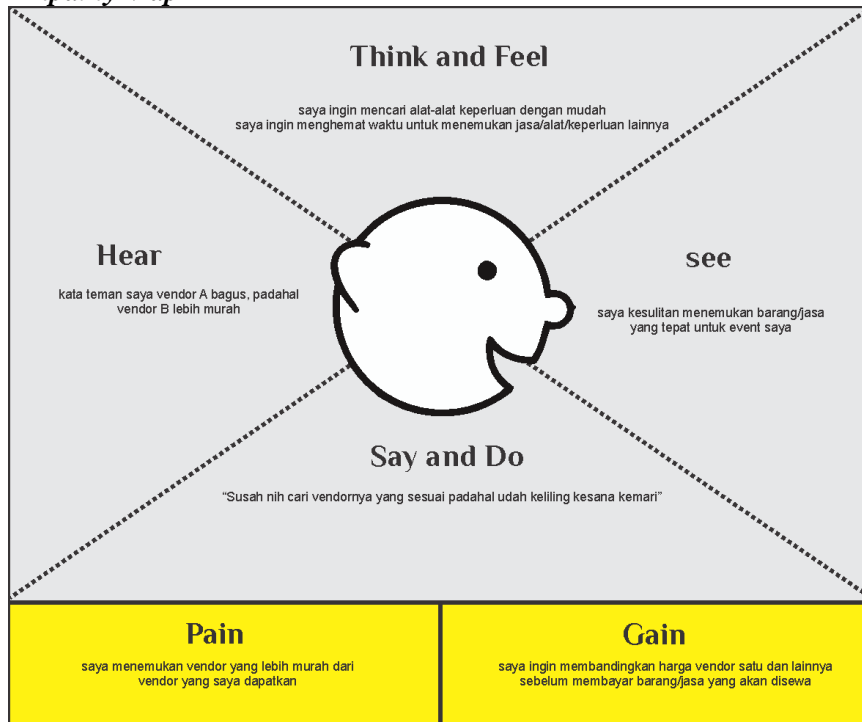 Think and Feel
saya ingin mencari alat-alat keperluan dengan mudah
saya ingin menghemat waktu untuk menemukan jasa/alat/keperluan lainnya
Hear
kata teman saya vendor A bagus, padahal
vendor B lebih murah
see
saya kesulitan menemukan barang/jasa
yang tepat untuk event saya
Say and Do
“Susah nih cari vendornya yang sesuai padahal udah keliling kesana kemari”
Pain
saya menemukan vendor yang lebih murah dari
vendor yang saya dapatkan
Gain
saya ingin membandingkan harga vendor satu dan lainnya
sebelum membayar barang/jasa yang akan disewa